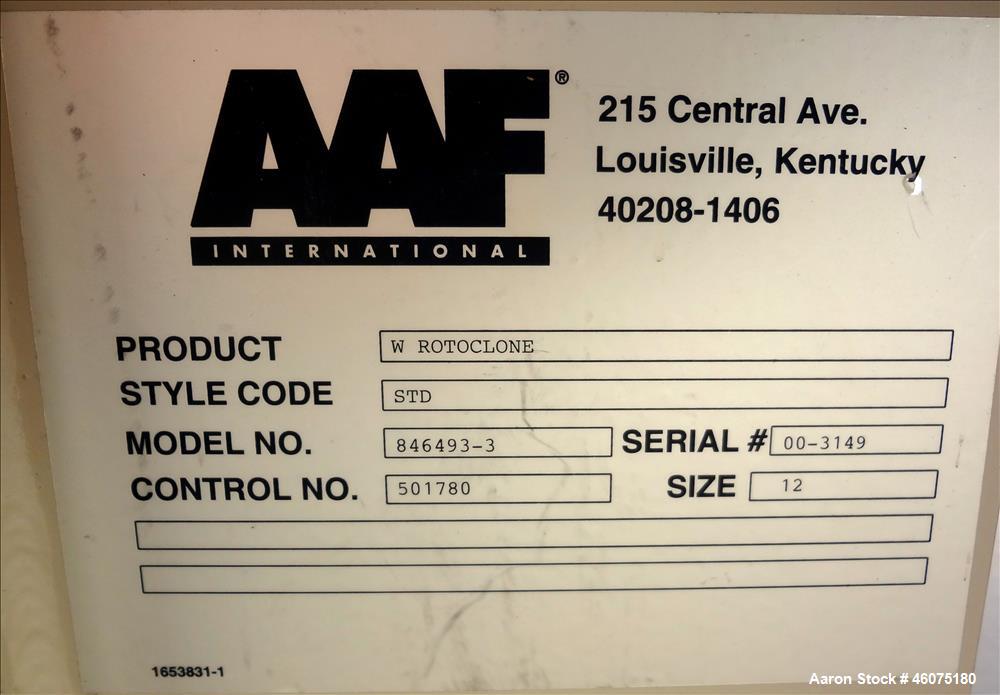 AAF®
INTERNATIONAL
215 Central Ave.
Louisville, Kentucky
40208-1406
PRODUCT W ROTOCLONE
STYLE CODE STD
MODEL NO. 846493-3 SERIAL # 00-3149
CONTROL NO. 501780 SIZE 12
1653831-1
Aaron Stock # 46075180